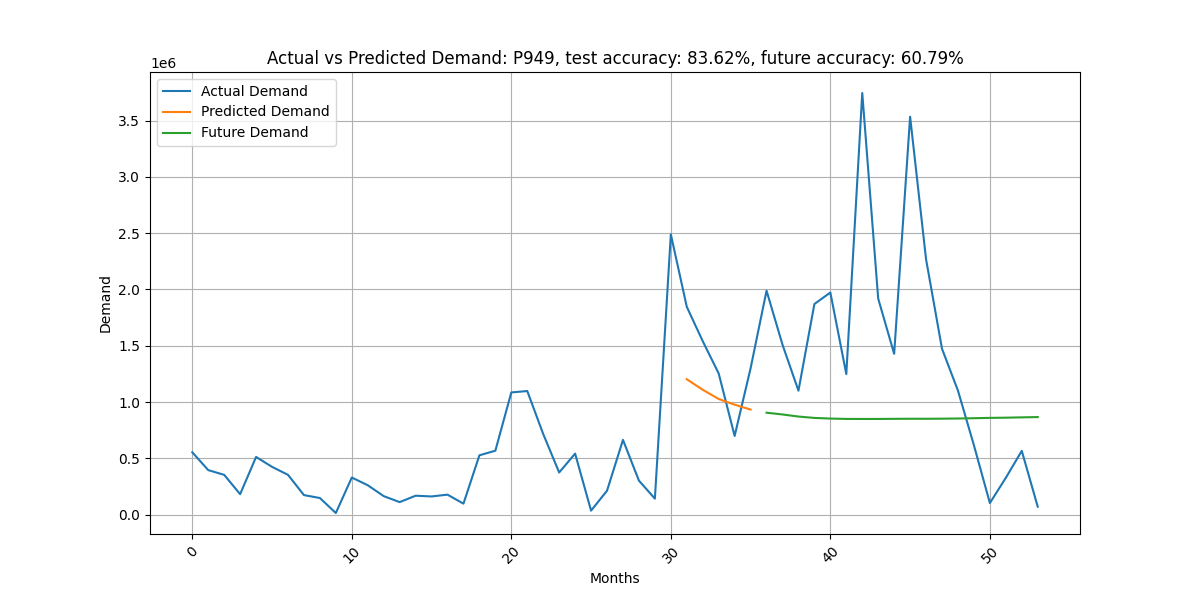 Actual vs Predicted Demand: P949, test accuracy: 83.62%, future accuracy: 60.79%
1e6
Actual Demand
Predicted Demand
Future Demand
3.5
3.0
2.5
2.0
1.5
1.0
0.5
0.0
Demand
0
10
20
30
40
50
Months